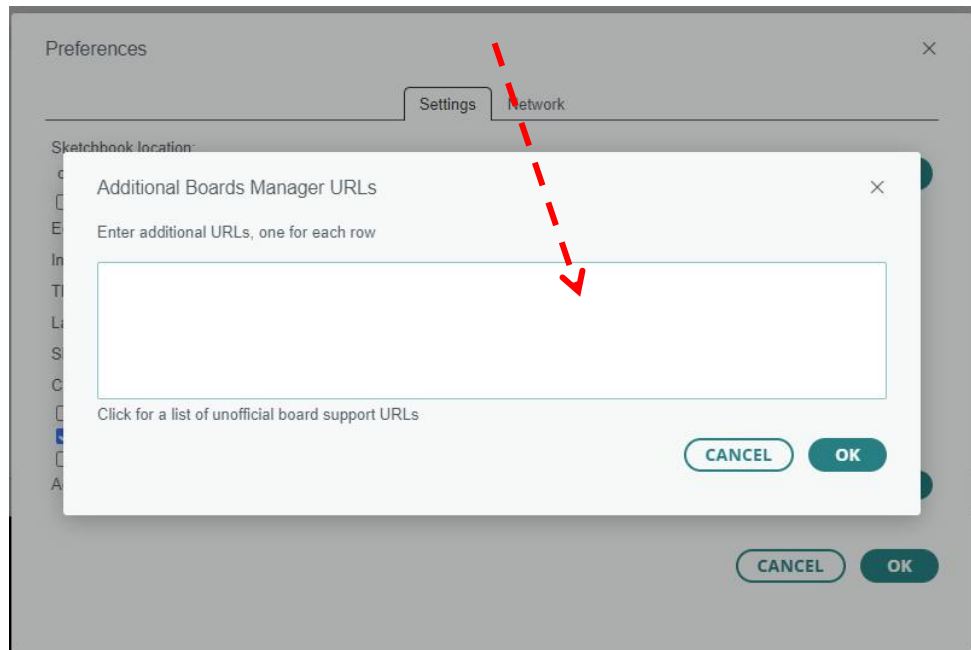 Preferences
Settings
Network
Sketchbook location:
Additional Boards Manager URLs
Enter additional URLs, one for each row
Click for a list of unofficial board support URLs
CANCEL
OK
CANCEL
OK